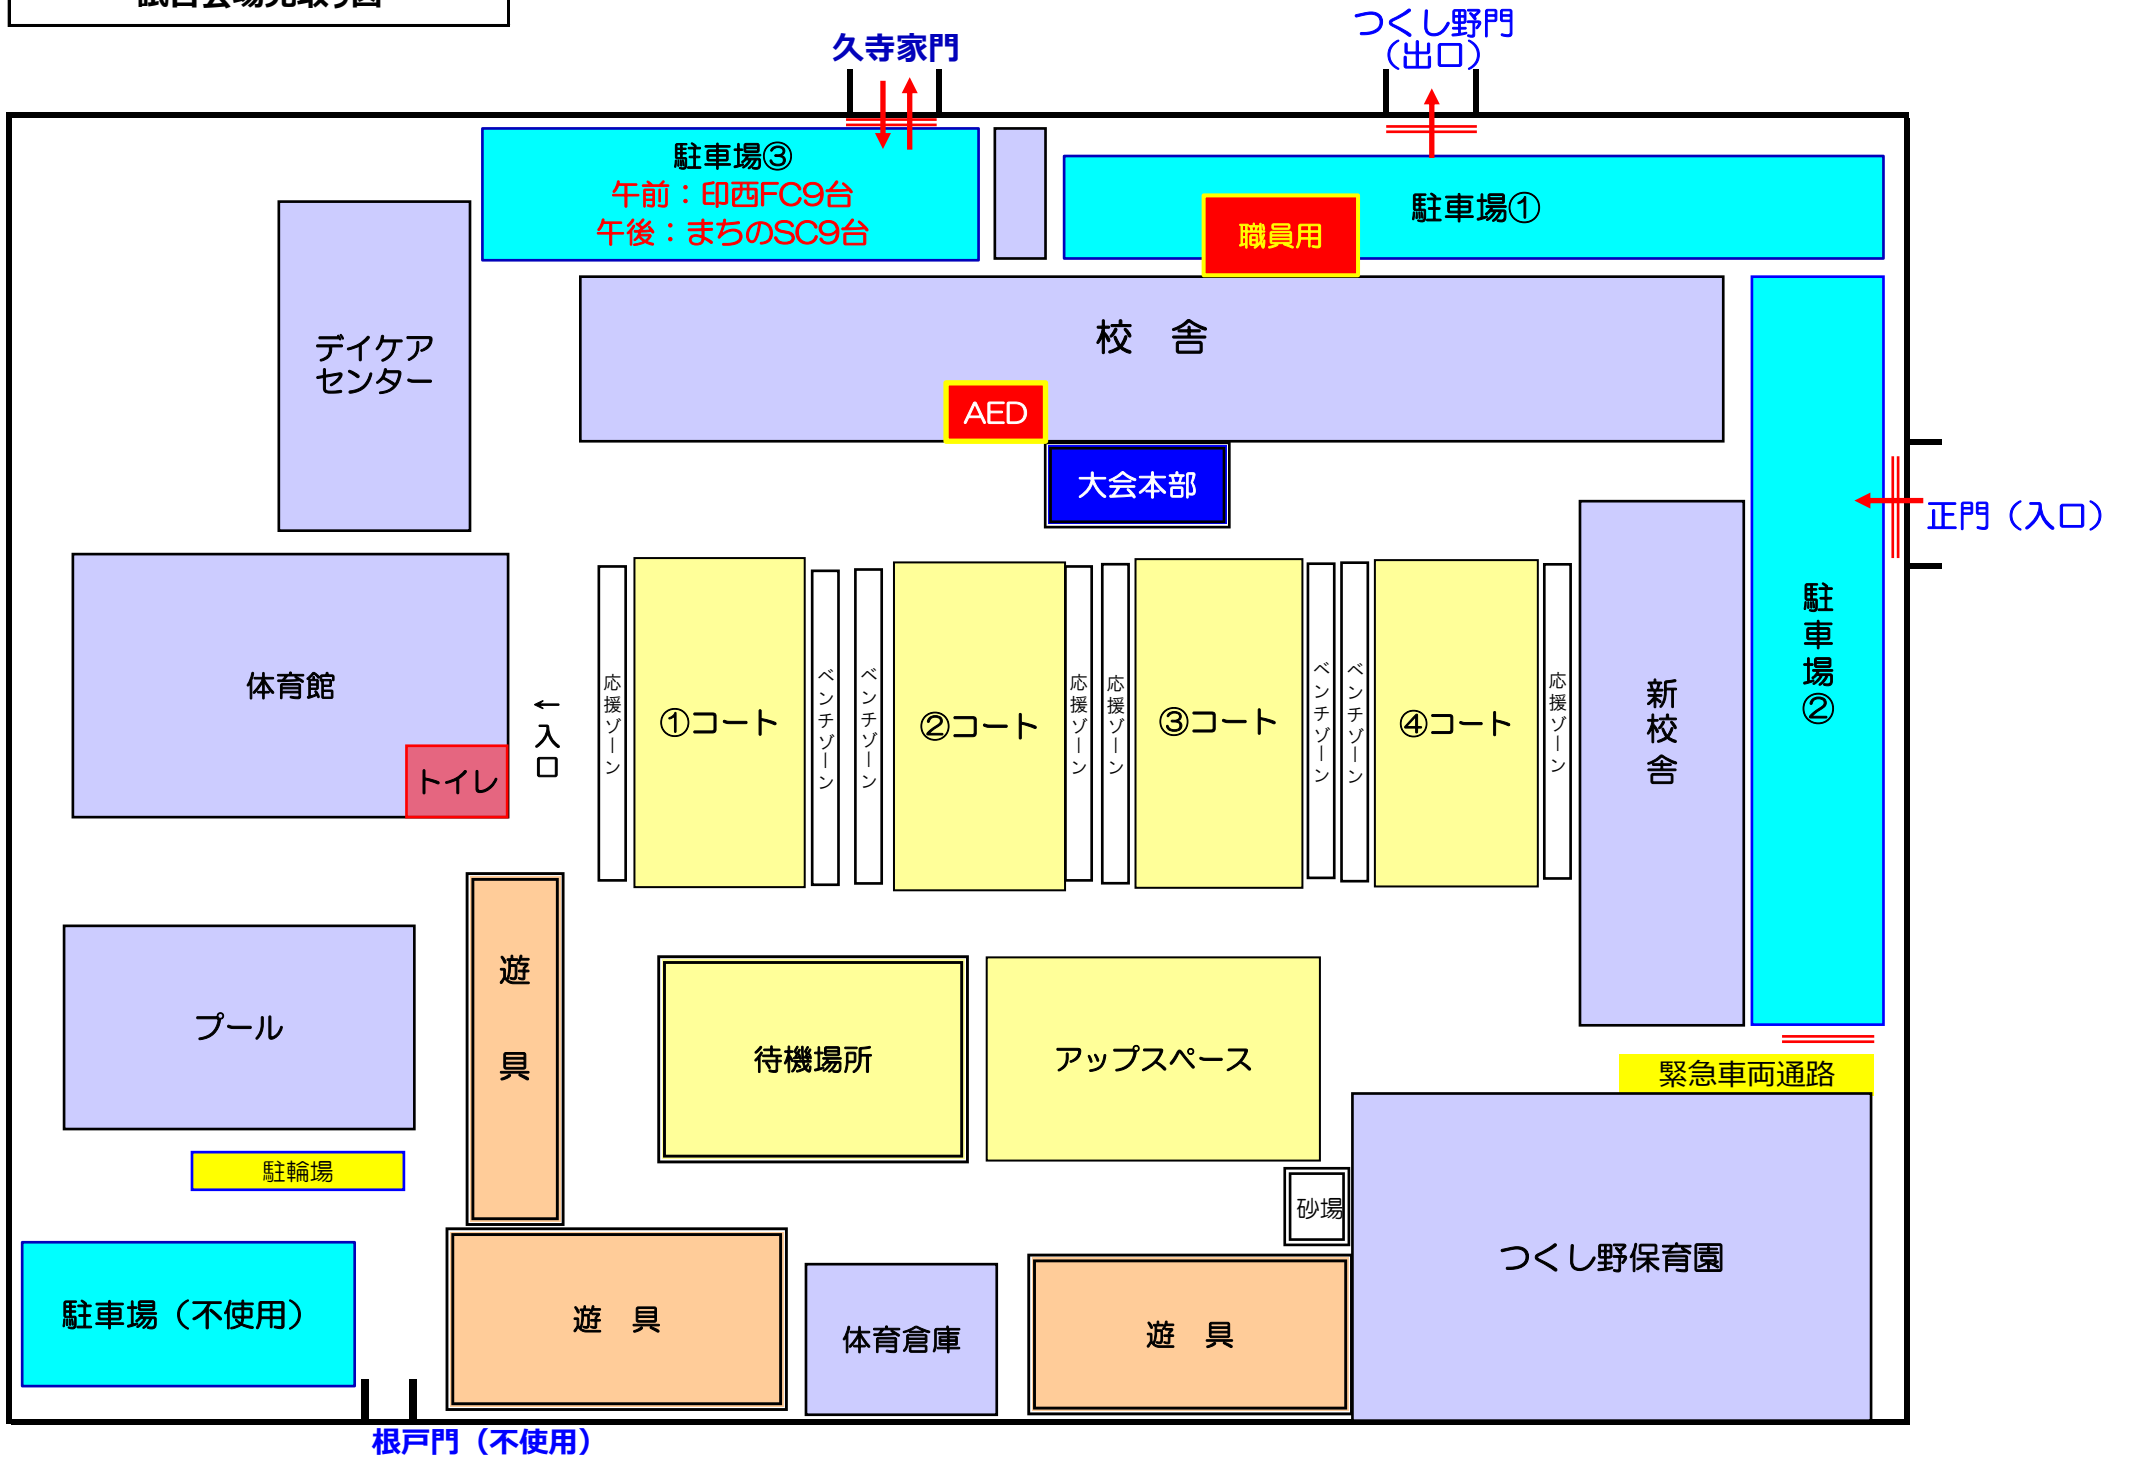 試合会場見取り図
久寺家門
つくし野門
（出口）
駐車場③
午前：印西FC9台
午後：まちのSC9台
駐車場①
職員用
校　舎
AED
大会本部
デイケア
センター
正門（入口）
駐車場②
新校舎
体育館
トイレ
←入口
応援ゾーン
①コート
ベンチゾーン
ベンチゾーン
②コート
応援ゾーン
応援ゾーン
③コート
ベンチゾーン
ベンチゾーン
④コート
応援ゾーン
遊　具
プール
待機場所
アップスペース
緊急車両通路
駐輪場
砂場
つくし野保育園
駐車場（不使用）
遊　具
体育倉庫
遊　具
根戸門（不使用）